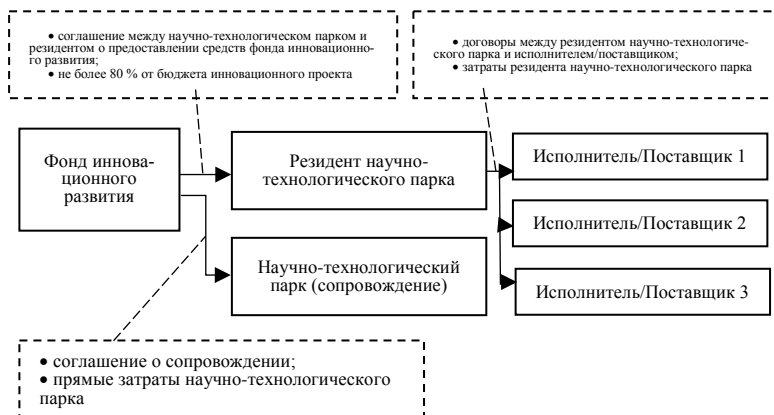 • соглашение между научно-технологическом парком и
резидентом о предоставлении средств фонда инновационно-
го развития;
• не более 80 % от бюджета инновационного проекта
• договоры между резидентом научно-технологиче-
ского парка и исполнителем/поставщиком;
• затраты резидента научно-технологического парка
Фонд иннова-
ционного
развития
Резидент научно-
технологического парка
Исполнитель/Поставщик 1
Исполнитель/Поставщик 2
Научно-технологический
парк (сопровождение)
Исполнитель/Поставщик 3
• соглашение о сопровождении;
• прямые затраты научно-технологического
парка